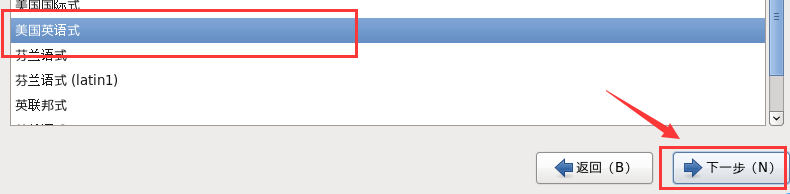 美国国际式
美国英语式
芬兰语式
芬兰语式 (latin1)
英联邦式
返回（B）
下一步（N）